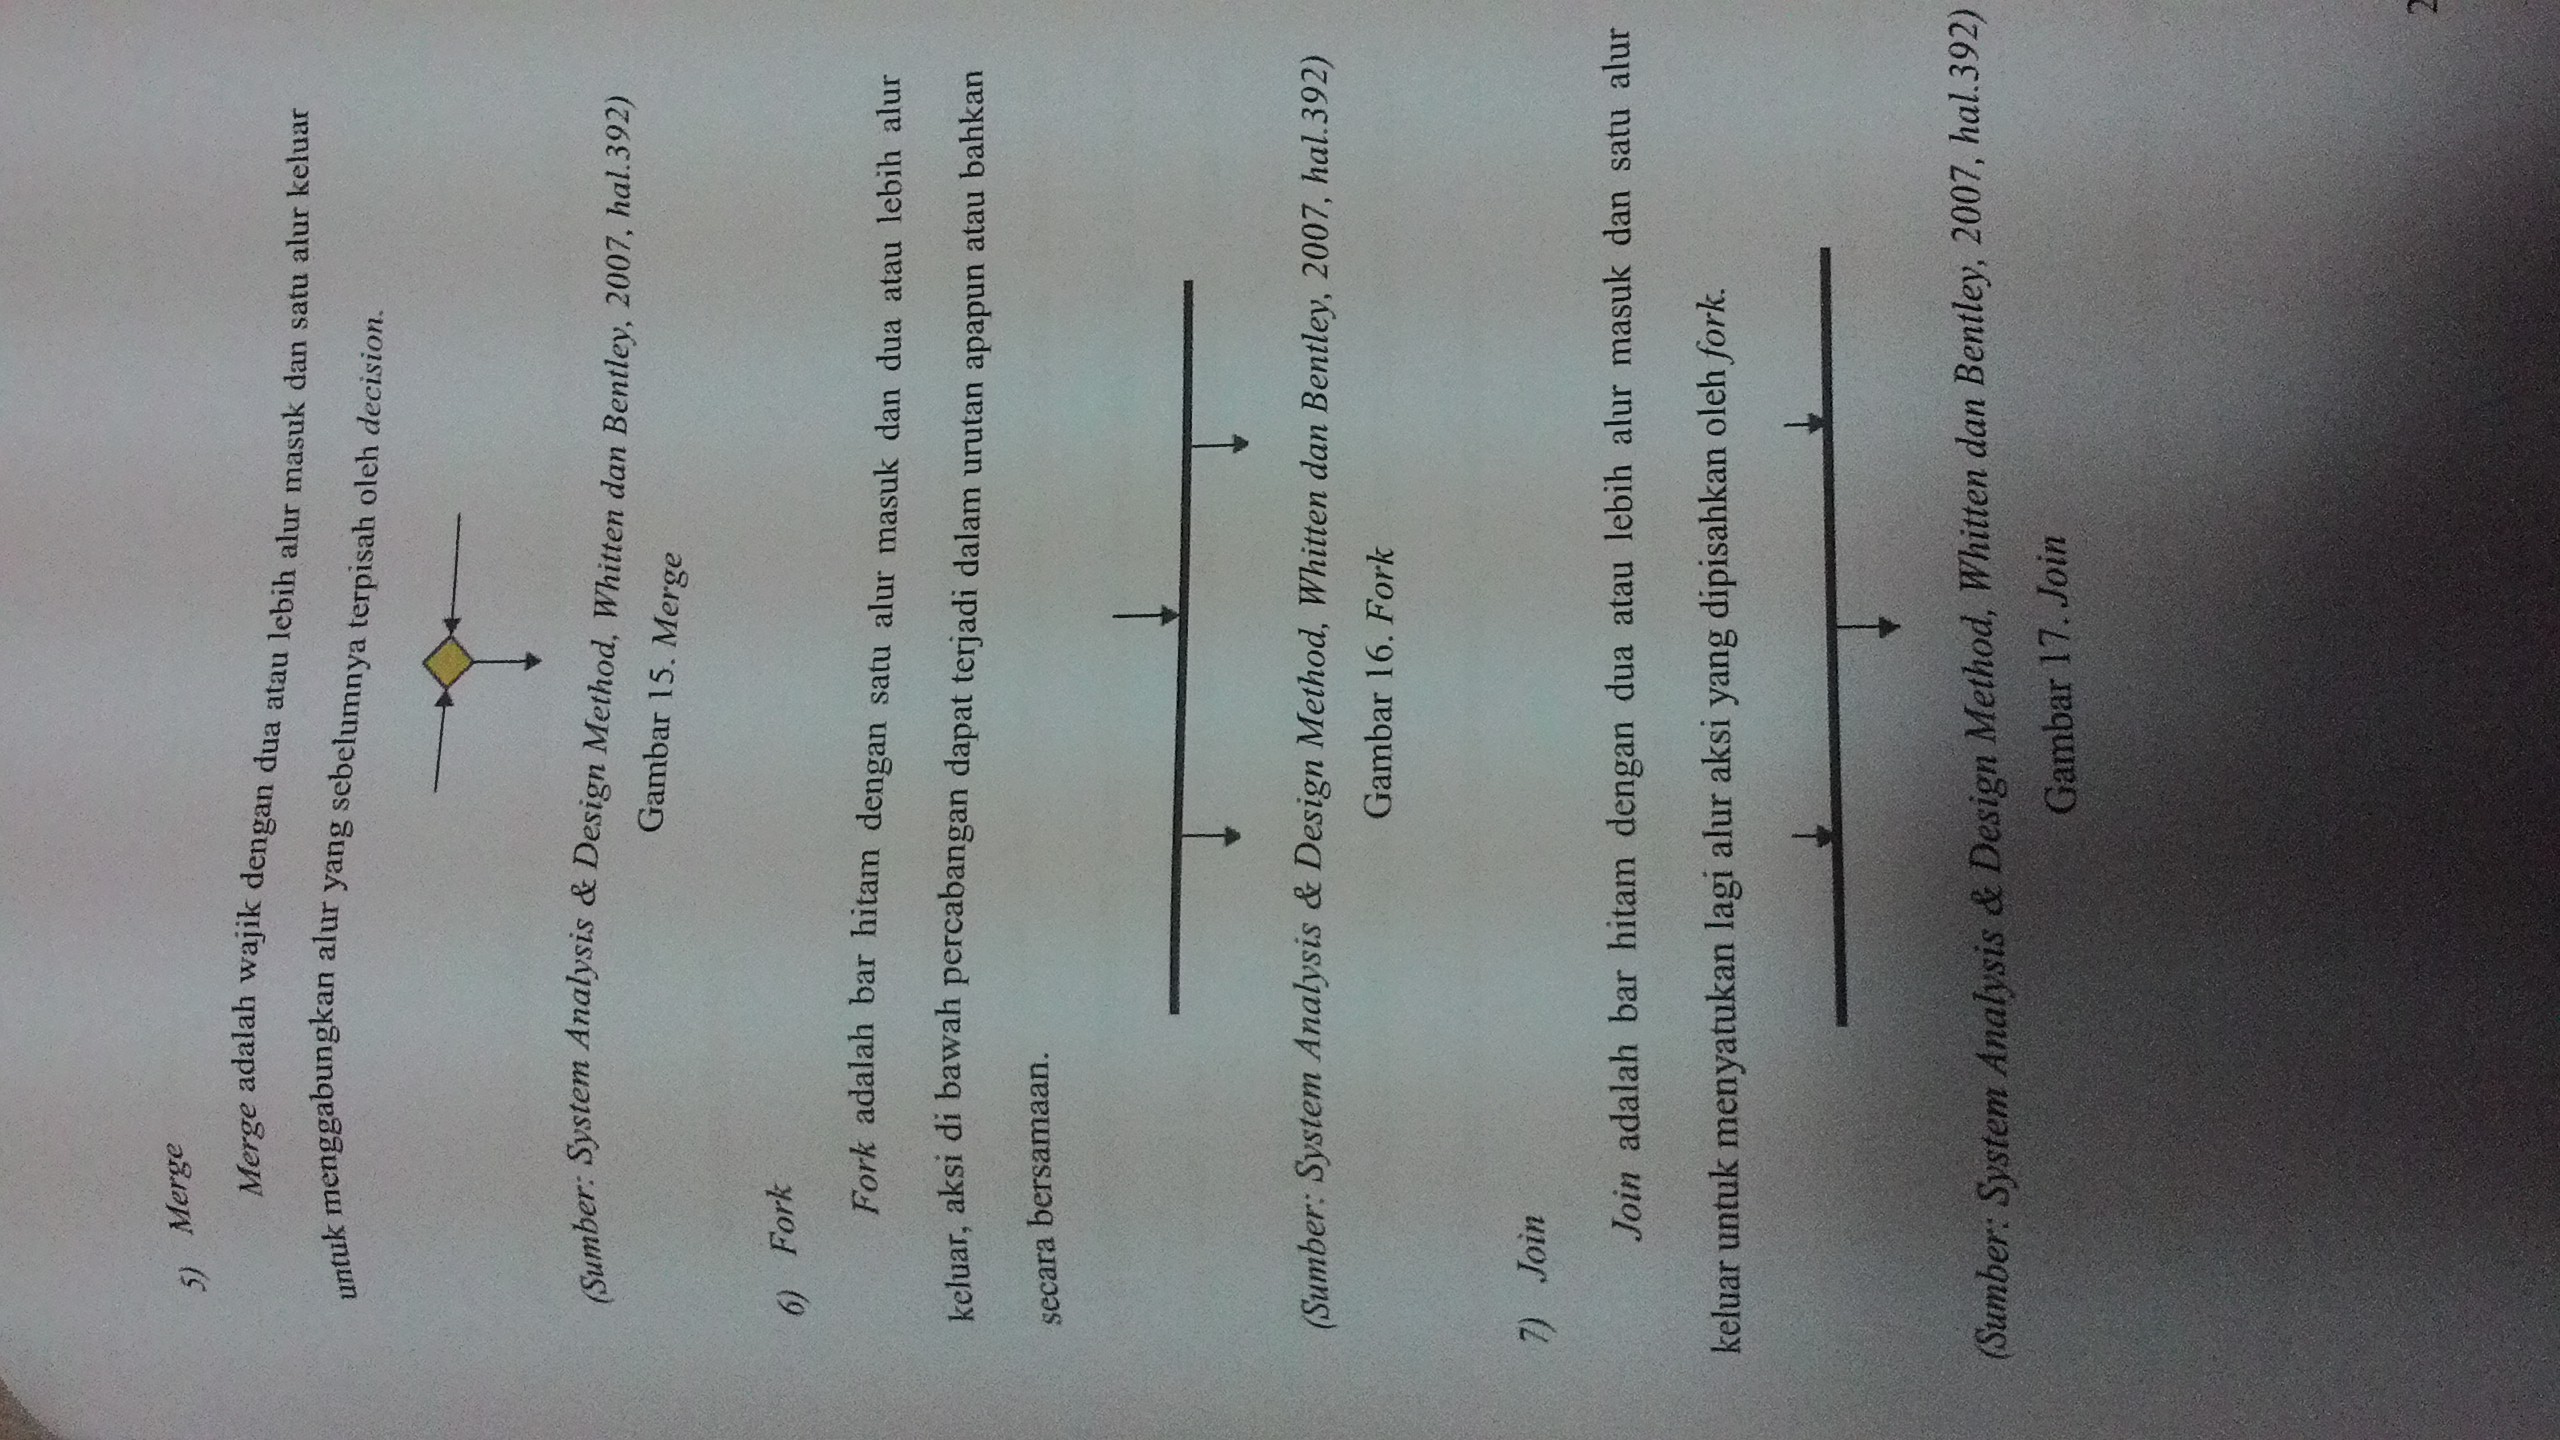 5) Merge
Merge adalah wajik dengan dua atau lebih alur masuk dan satu alur keluar
untuk menggabungkan alur yang sebelumnya terpisah oleh decision.
(Sumber: System Analysis & Design Method, Whitten dan Bentley, 2007, hal.392)
Gambar 15. Merge
6) Fork
Fork adalah bar hitam dengan satu alur masuk dan dua atau lebih alur
keluar, aksi di bawah percabangan dapat terjadi dalam urutan apapun atau bahkan
secara bersamaan.
(Sumber: System Analysis & Design Method, Whitten dan Bentley, 2007, hal.392)
Gambar 16. Fork
7) Join
Join adalah bar hitam dengan dua atau lebih alur masuk dan satu alur
keluar untuk menyatukan lagi alur aksi yang dipisahkan oleh fork.
(Sumber: System Analysis & Design Method, Whitten dan Bentley, 2007, hal.392)
Gambar 17. Join